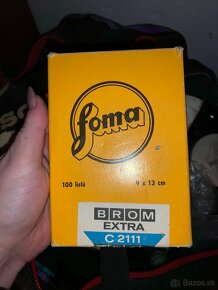 foma
100 listů 9 x 13 cm
BROM
EXTRA
C 2111
Bazos.sk